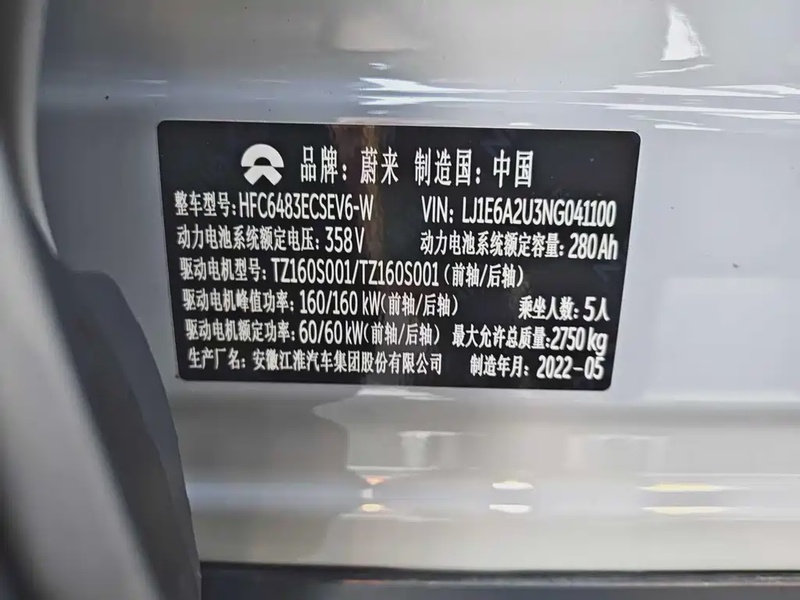 品牌：蔚来 制造国：中国
整车型号：HFC6483ECSEV6-W VIN：LJ1E6A2U3NG041100
动力电池系统额定电压：358V 动力电池系统额定容量：280Ah
驱动电机型号：TZ160S001/TZ160S001（前轴/后轴）
驱动电机峰值功率：160/160 kW（前轴/后轴） 乘坐人数：5人
驱动电机额定功率：60/60 kW（前轴/后轴） 最大允许总质量：2750kg
生产厂名：安徽江淮汽车集团股份有限公司 制造年月：2022-05